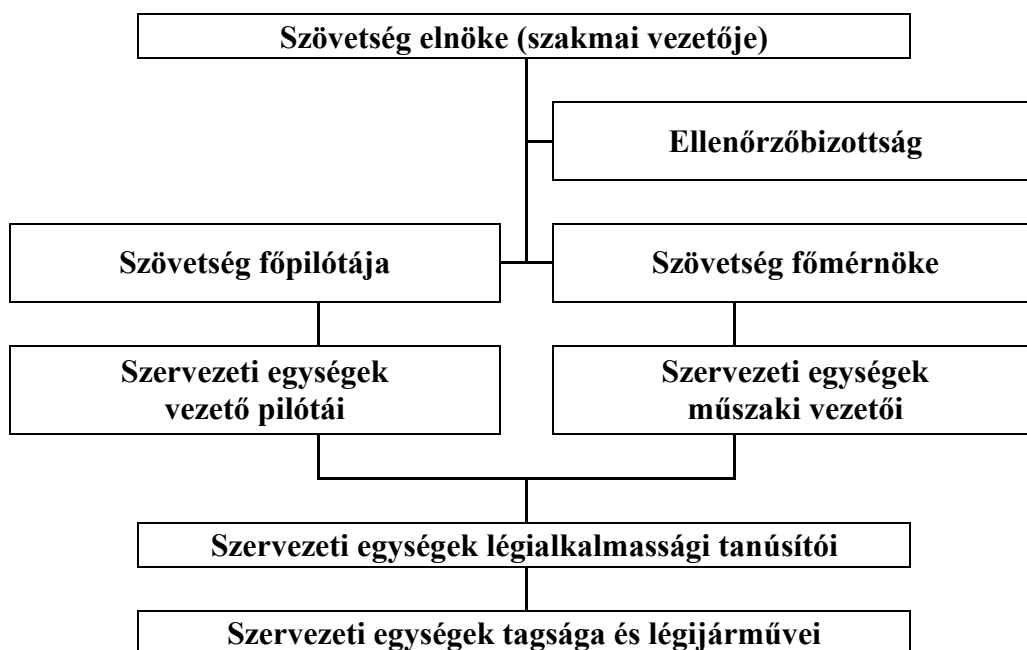 Szövetség elnöke (szakmai vezetője)
Ellenőrzőbizottság
Szövetség főpilótája
Szövetség főmérnöke
Szervezeti egységek
vezető pilótái
Szervezeti egységek
műszaki vezetői
Szervezeti egységek légialkalmassági tanúsítói
Szervezeti egységek tagsága és légijárművei